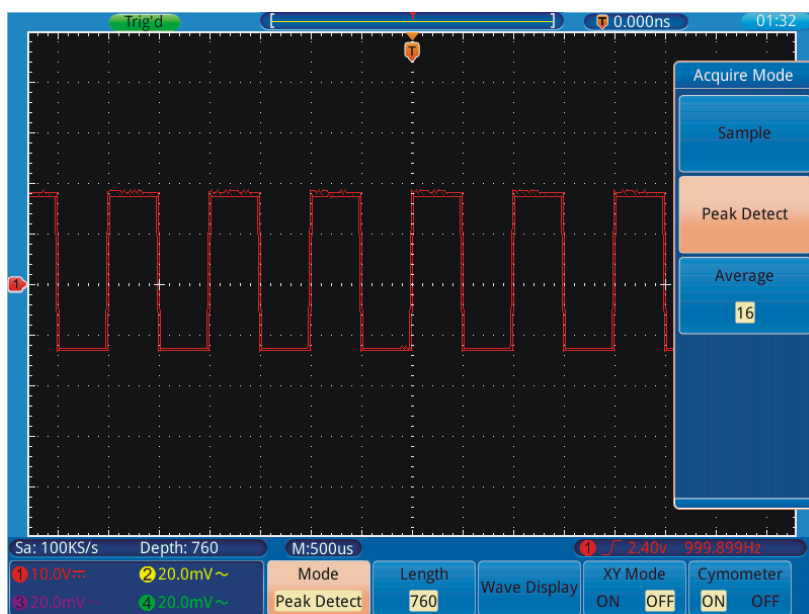 Trig'd
T 0.000ns
01:32
T
Acquire Mode
Sample
Peak Detect
Average
16
1
Sa: 100KS/s Depth: 760 M:500us 1 2.40v 999.899Hz
1 10.0V 2 20.0mV～ Mode Length Wave Display XY Mode Cymometer
3 20.0mV～ 4 20.0mV～ Peak Detect 760 ON OFF ON OFF